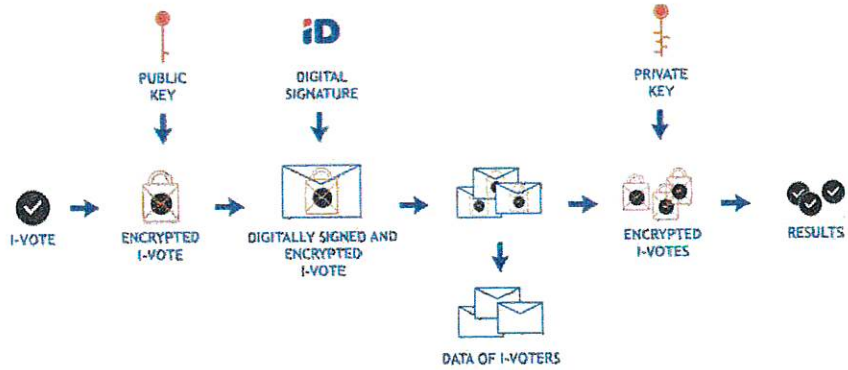 iD
PUBLIC
KEY
DIGITAL
SIGNATURE
PRIVATE
KEY
I-VOTE
ENCRYPTED
I-VOTE
DIGITALLY SIGNED AND
ENCRYPTED
I-VOTE
ENCRYPTED
I-VOTES
RESULTS
DATA OF I-VOTERS